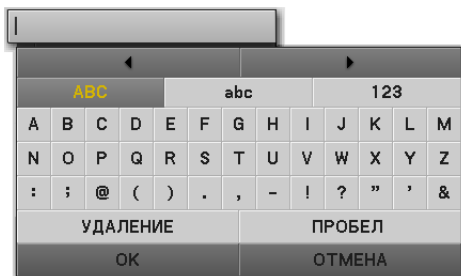 ABC abc 123
A B C D E F G H I J K L M
N O P Q R S T U V W X Y Z
: ; @ ( ) . , - ! ? ” ’ &
УДАЛЕНИЕ ПРОБЕЛ
OK ОТМЕНА